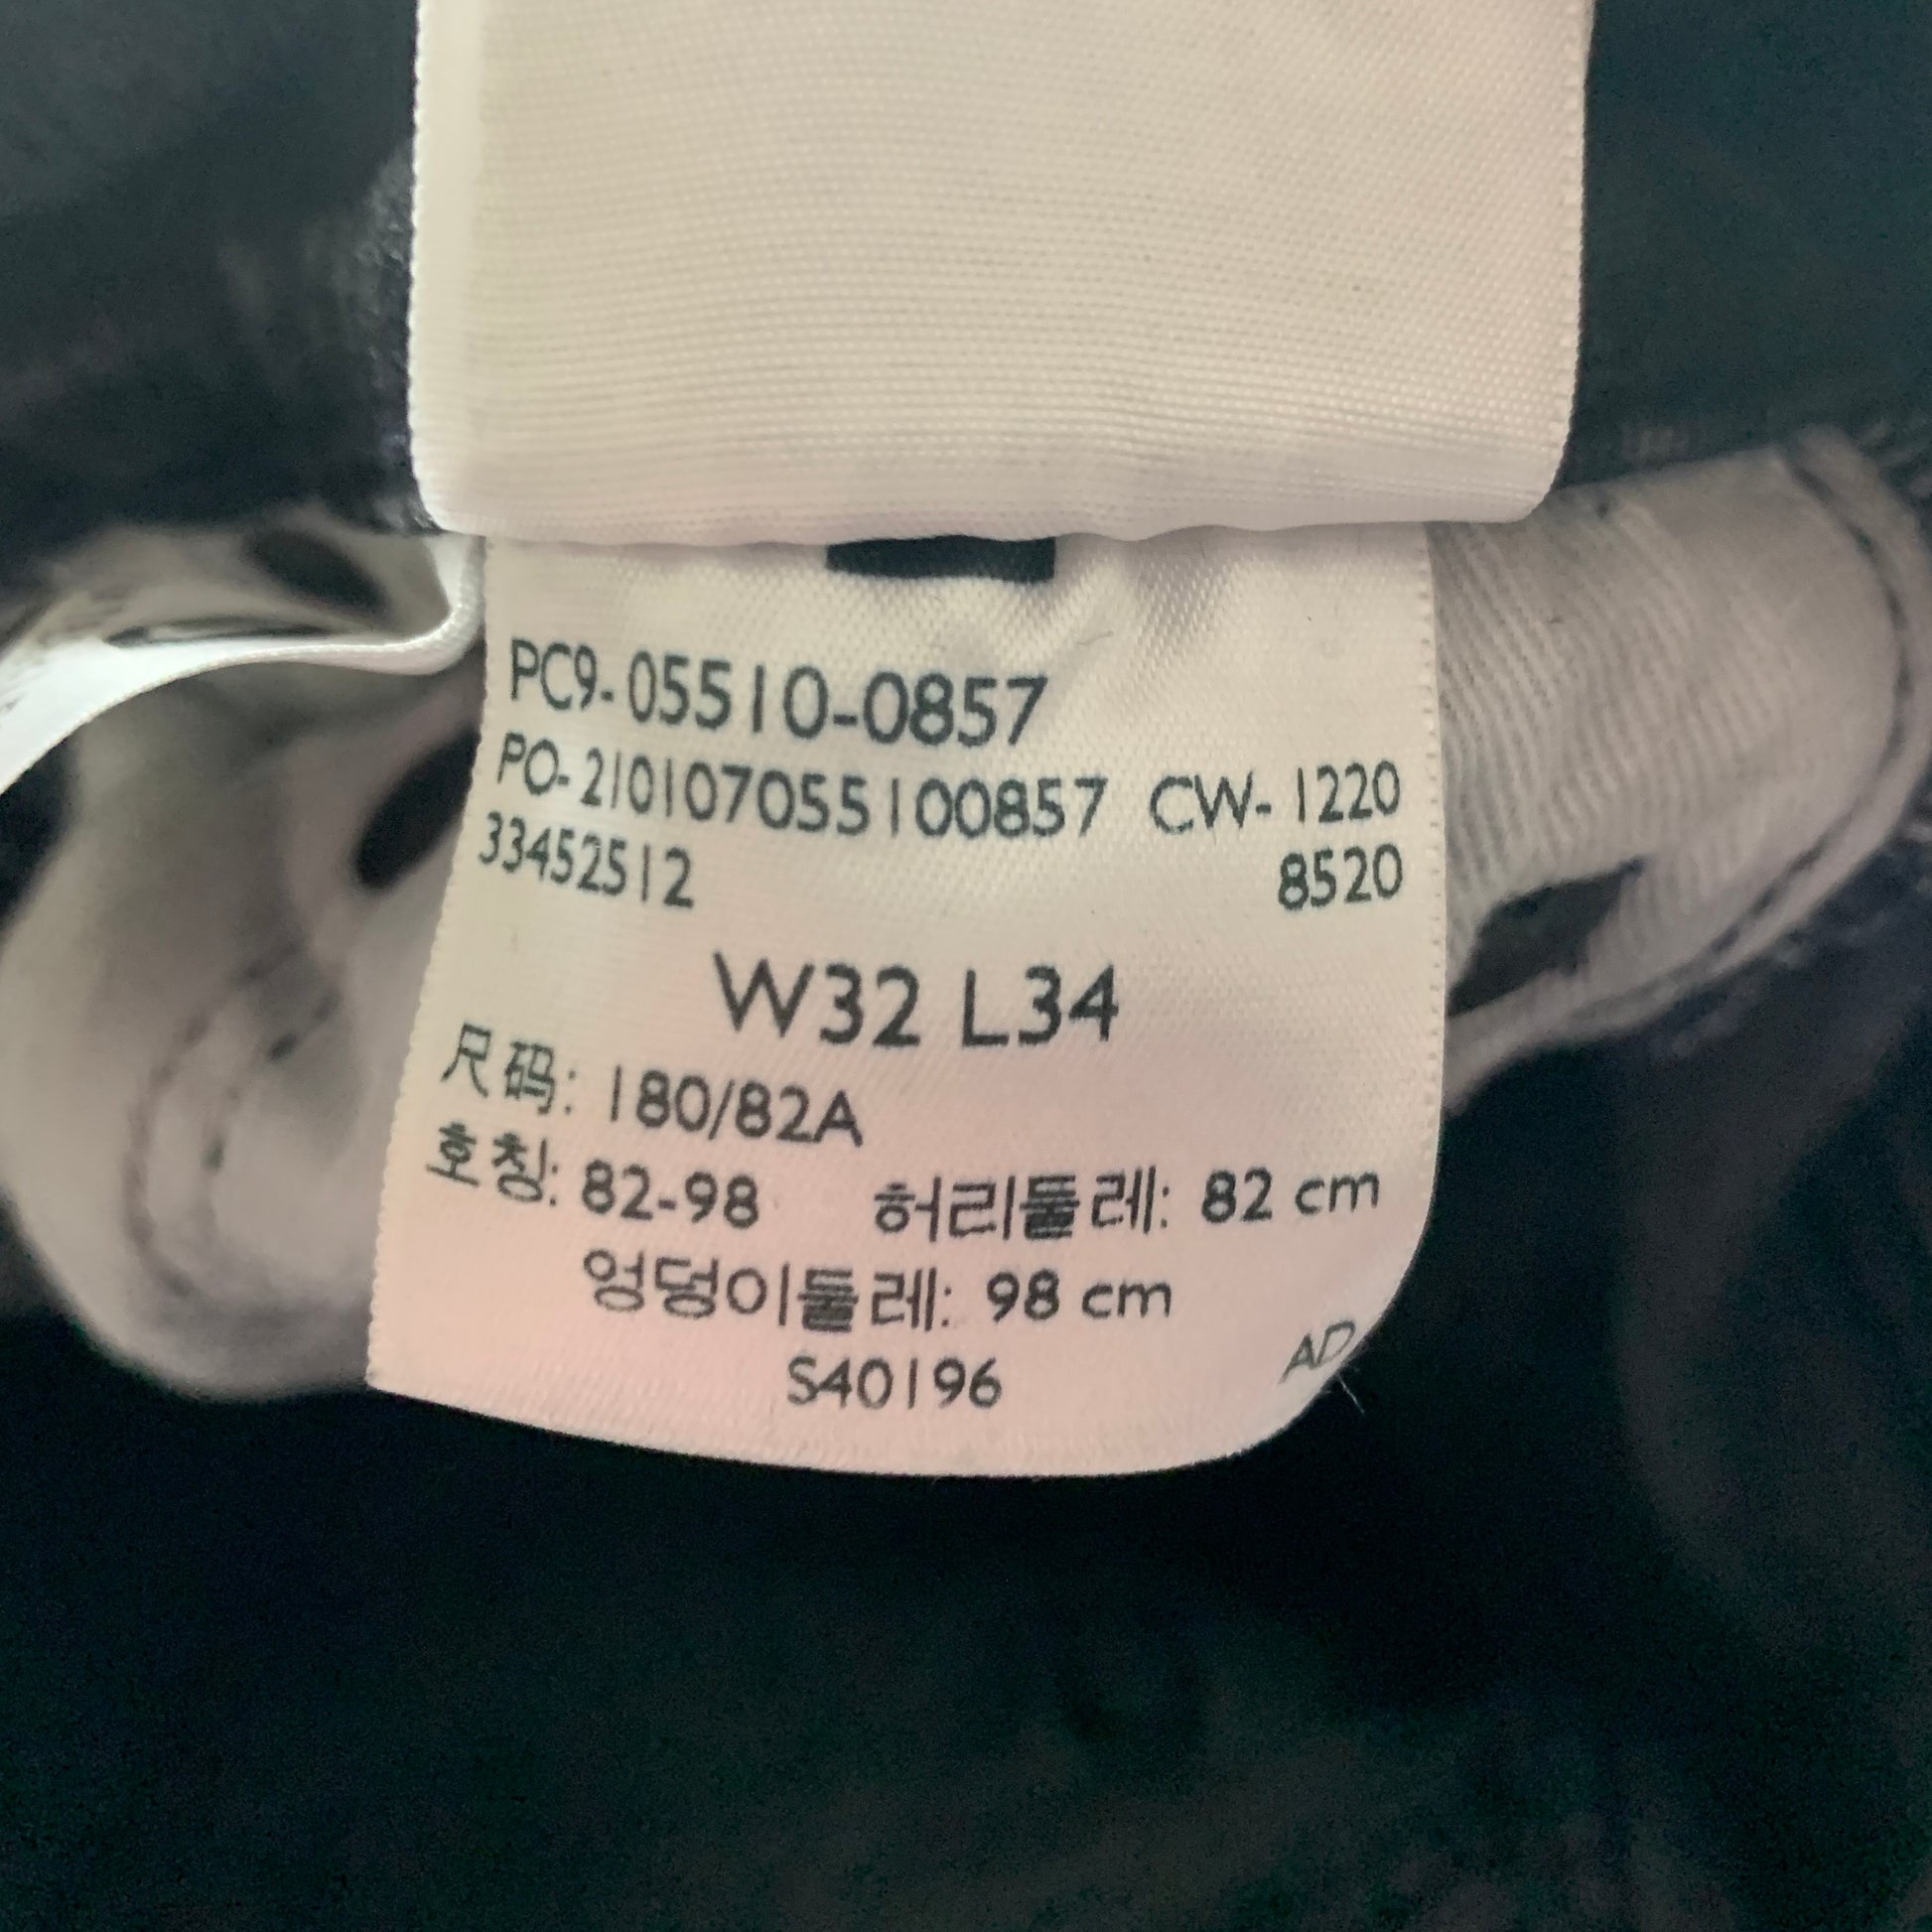 PC9-05510-0857
PO-210107055100857 CW-1220
33452512 8520
W32 L34
尺码: 180/82A
호칭: 82-98 허리둘레: 82 cm
엉덩이둘레: 98 cm
S40196 AD